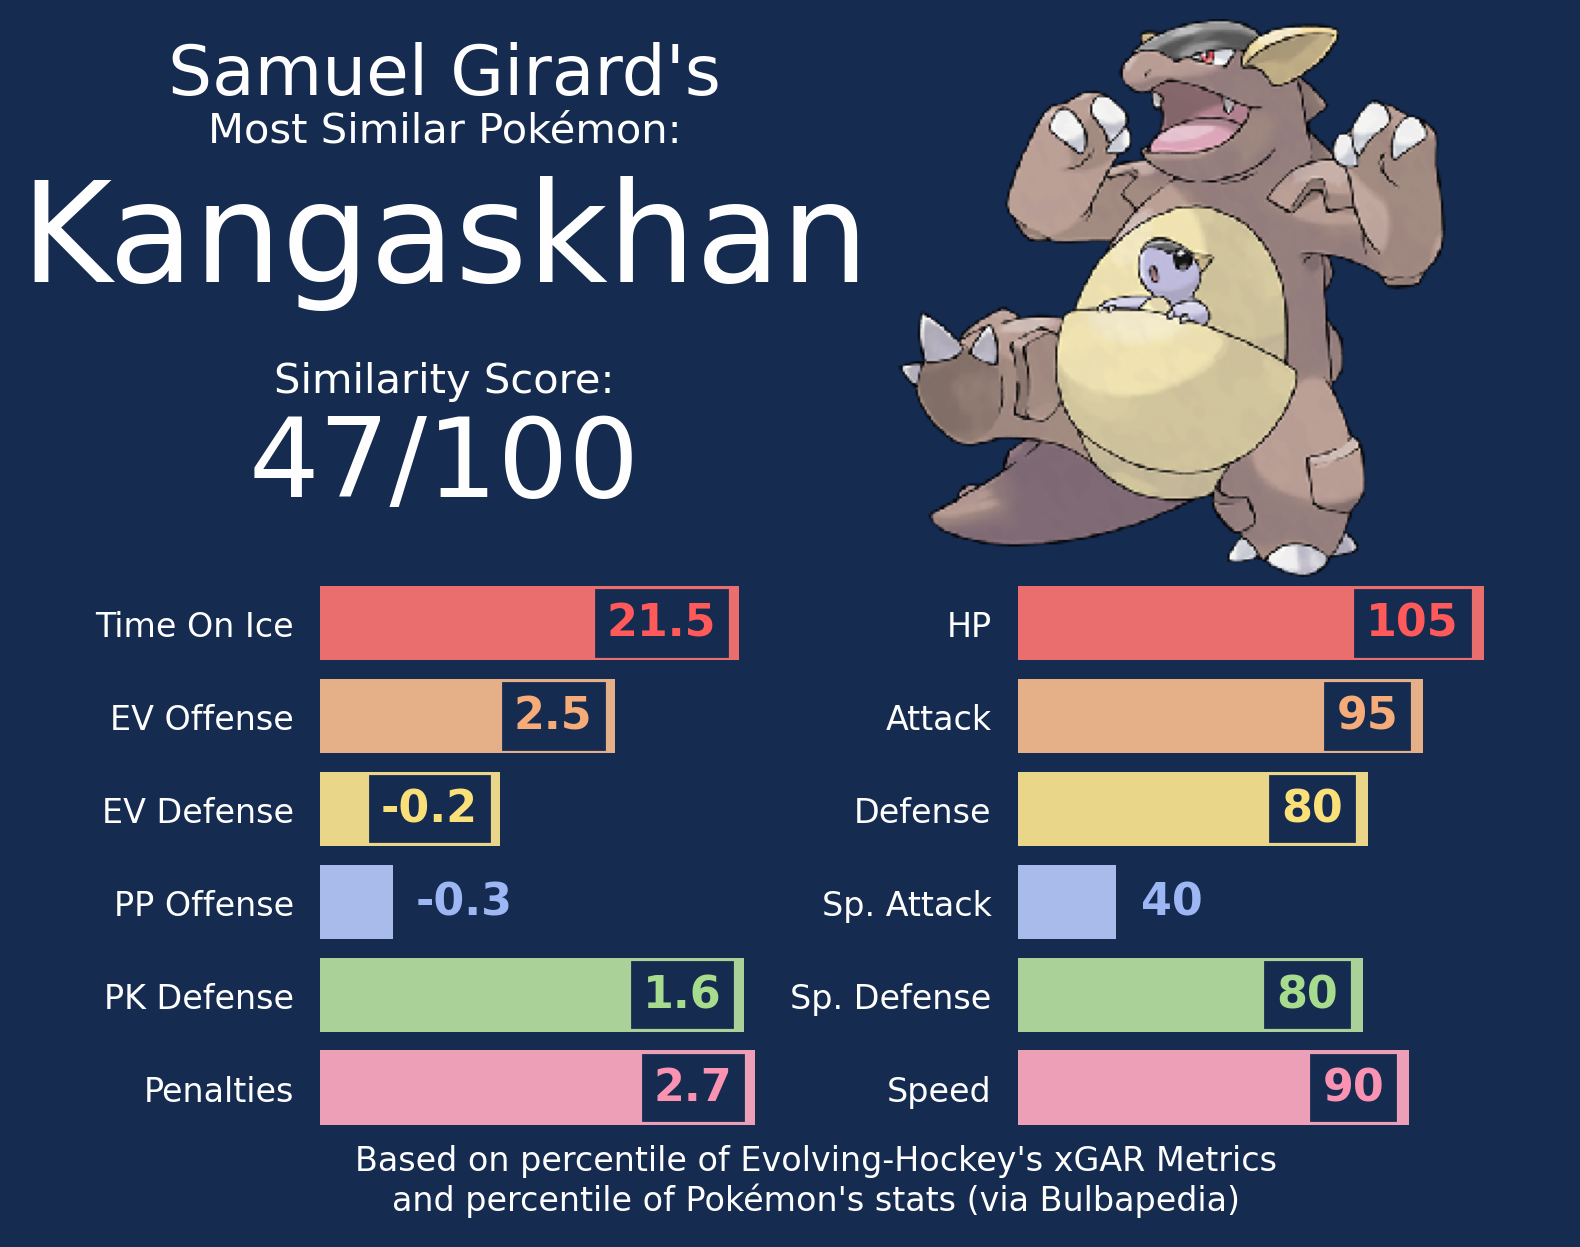 Samuel Girard's
Most Similar Pokémon:
Kangaskhan
Similarity Score:
47/100
Time On Ice 21.5
EV Offense 2.5
EV Defense -0.2
PP Offense -0.3
PK Defense 1.6
Penalties 2.7
HP 105
Attack 95
Defense 80
Sp. Attack 40
Sp. Defense 80
Speed 90
Based on percentile of Evolving-Hockey's xGAR Metrics
and percentile of Pokémon's stats (via Bulbapedia)